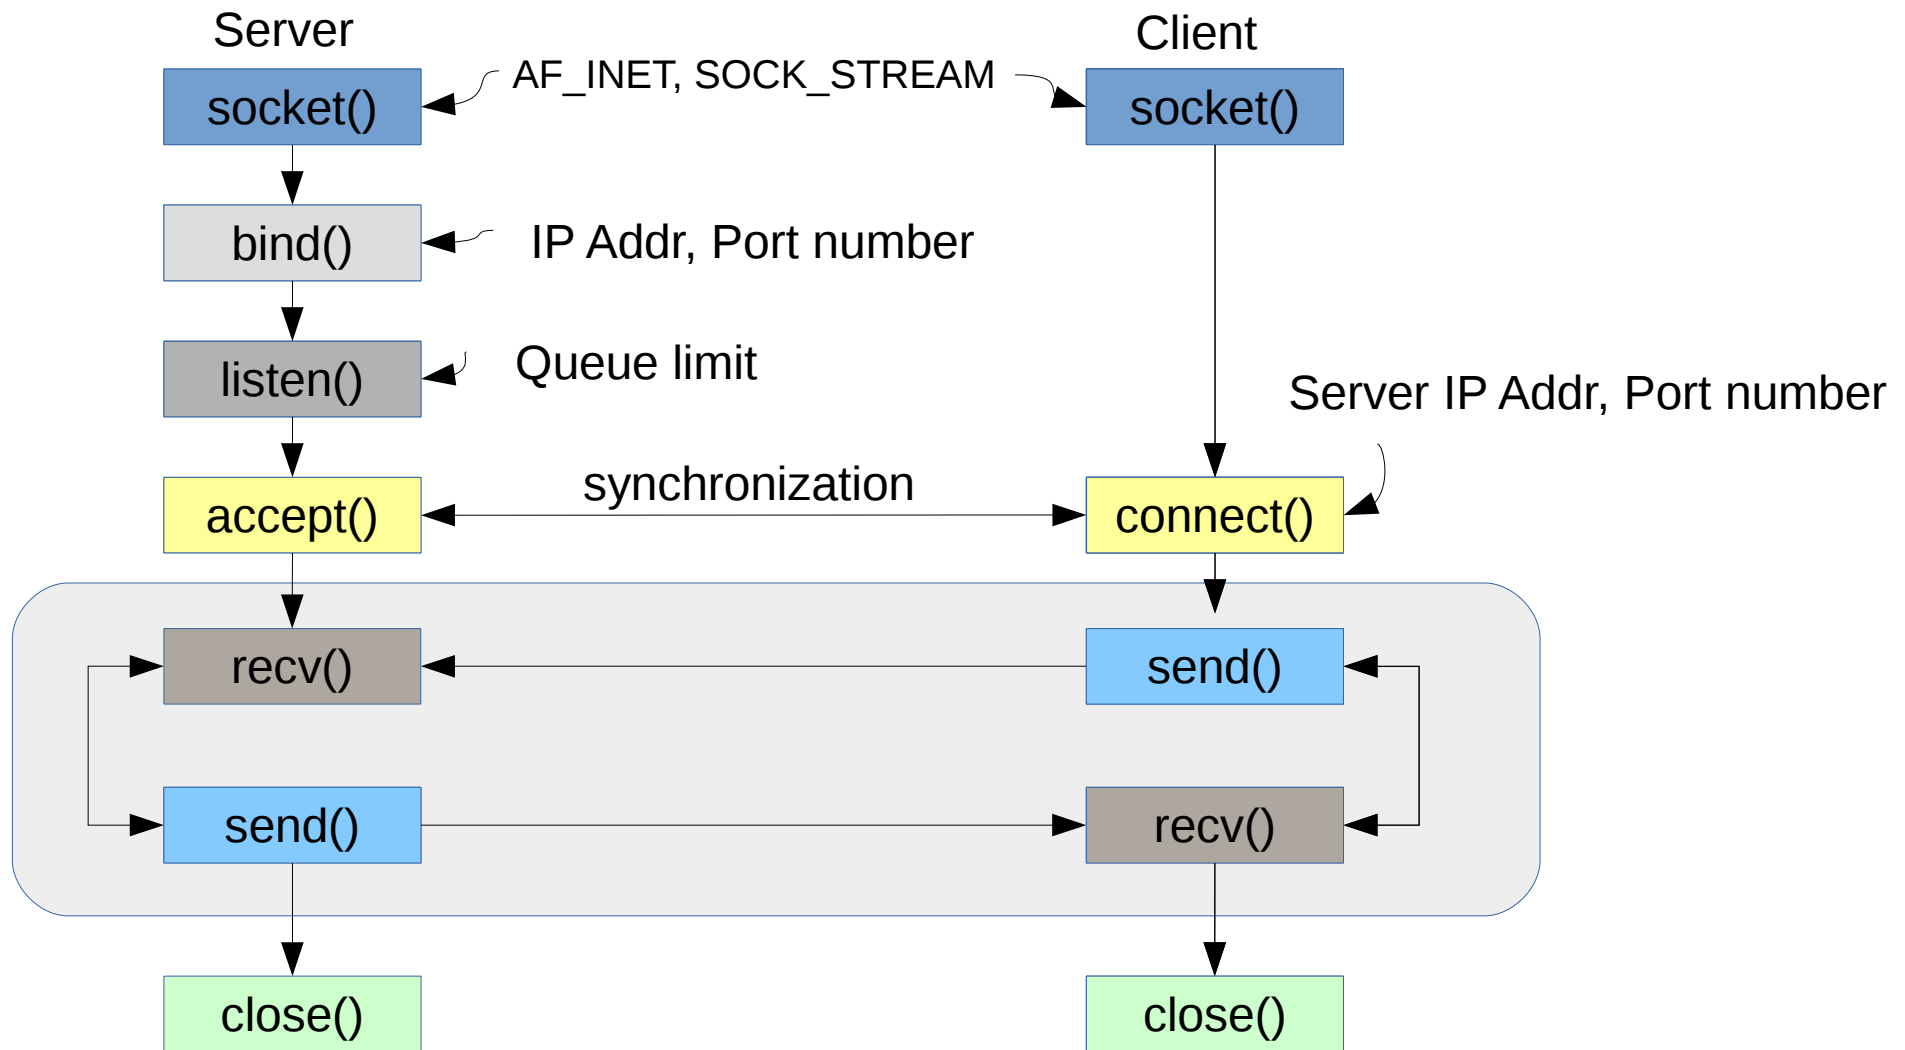 Server
Client
AF_INET, SOCK_STREAM
socket()
socket()
bind()
IP Addr, Port number
listen()
Queue limit
Server IP Addr, Port number
synchronization
accept()
connect()
recv()
send()
send()
recv()
close()
close()